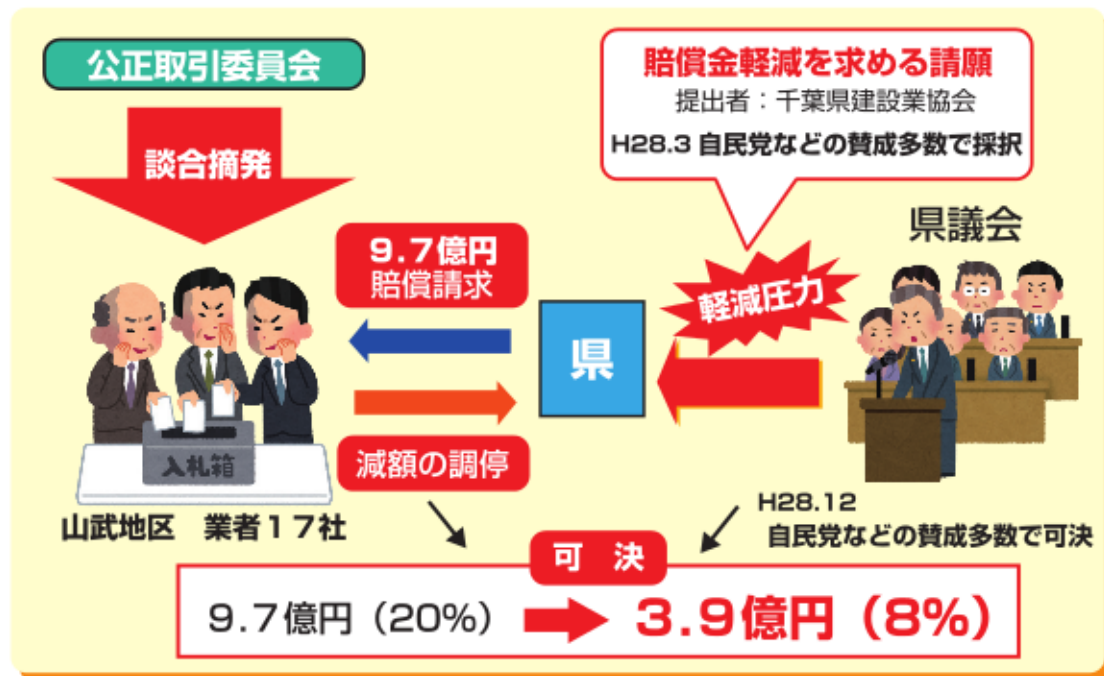 公正取引委員会
談合摘発
賠償金軽減を求める請願
提出者：千葉県建設業協会
H28.3 自民党などの賛成多数で採択
県議会
9.7億円
賠償請求
軽減圧力
県
入札箱
減額の調停
山武地区　業者１７社
H28.12
自民党などの賛成多数で可決
可　決
9.7億円（20%）
3.9億円（8%）